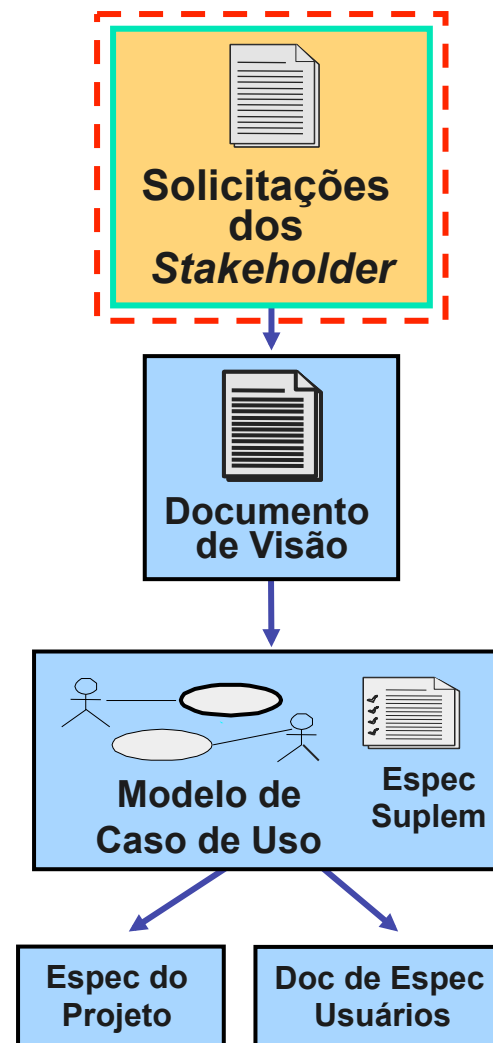 Solicitações
dos
Stakeholder
Documento
de Visão
Modelo de
Caso de Uso
Espec
Suplem
Espec do
Projeto
Doc de Espec
Usuários